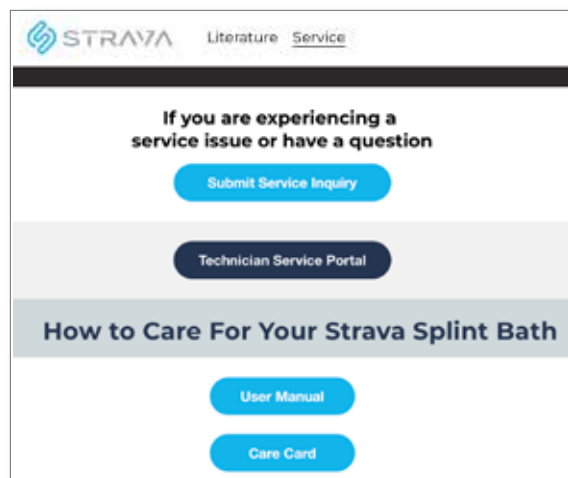 STRAVA Literature Service
If you are experiencing a
service issue or have a question
Submit Service Inquiry
Technician Service Portal
How to Care For Your Strava Splint Bath
User Manual
Care Card